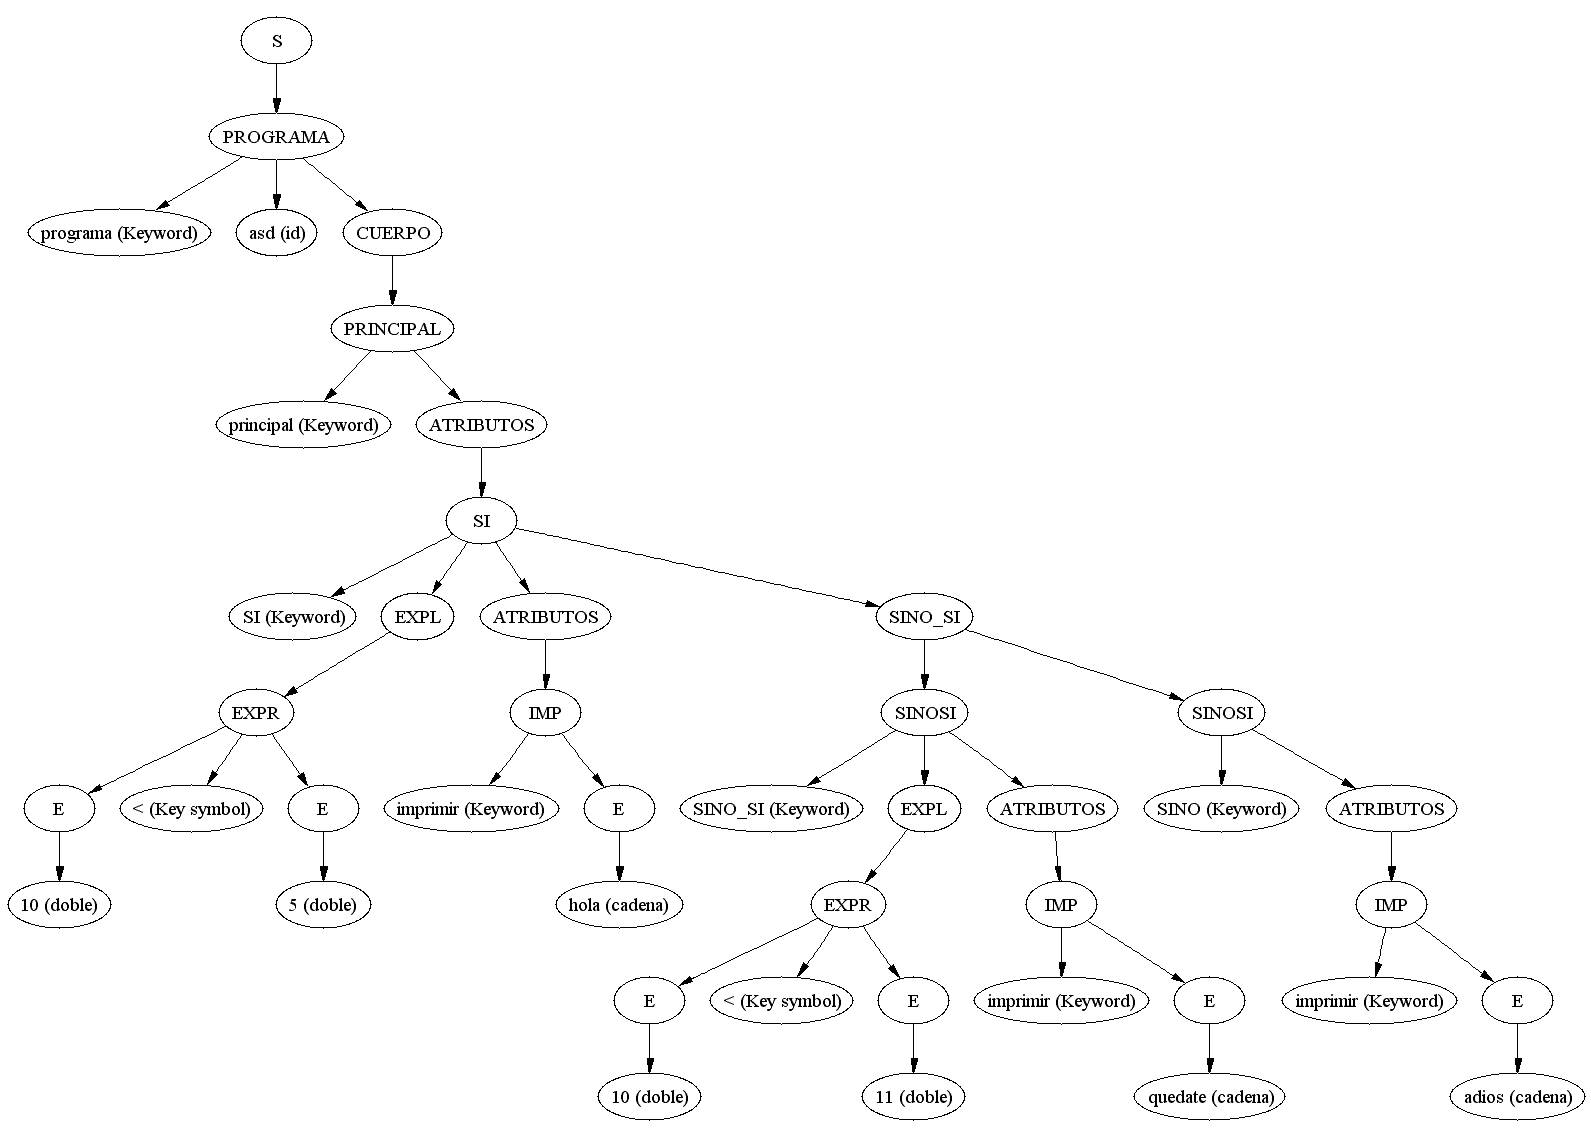 S
PROGRAMA
programa (Keyword)
asd (id)
CUERPO
PRINCIPAL
principal (Keyword)
ATRIBUTOS
SI
SI (Keyword)
EXPL
ATRIBUTOS
SINO_SI
EXPR
IMP
SINOSI
SINOSI
E
< (Key symbol)
E
imprimir (Keyword)
E
SINO_SI (Keyword)
EXPL
ATRIBUTOS
SINO (Keyword)
ATRIBUTOS
10 (doble)
5 (doble)
hola (cadena)
EXPR
IMP
IMP
E
< (Key symbol)
E
imprimir (Keyword)
E
imprimir (Keyword)
E
10 (doble)
11 (doble)
quedate (cadena)
adios (cadena)